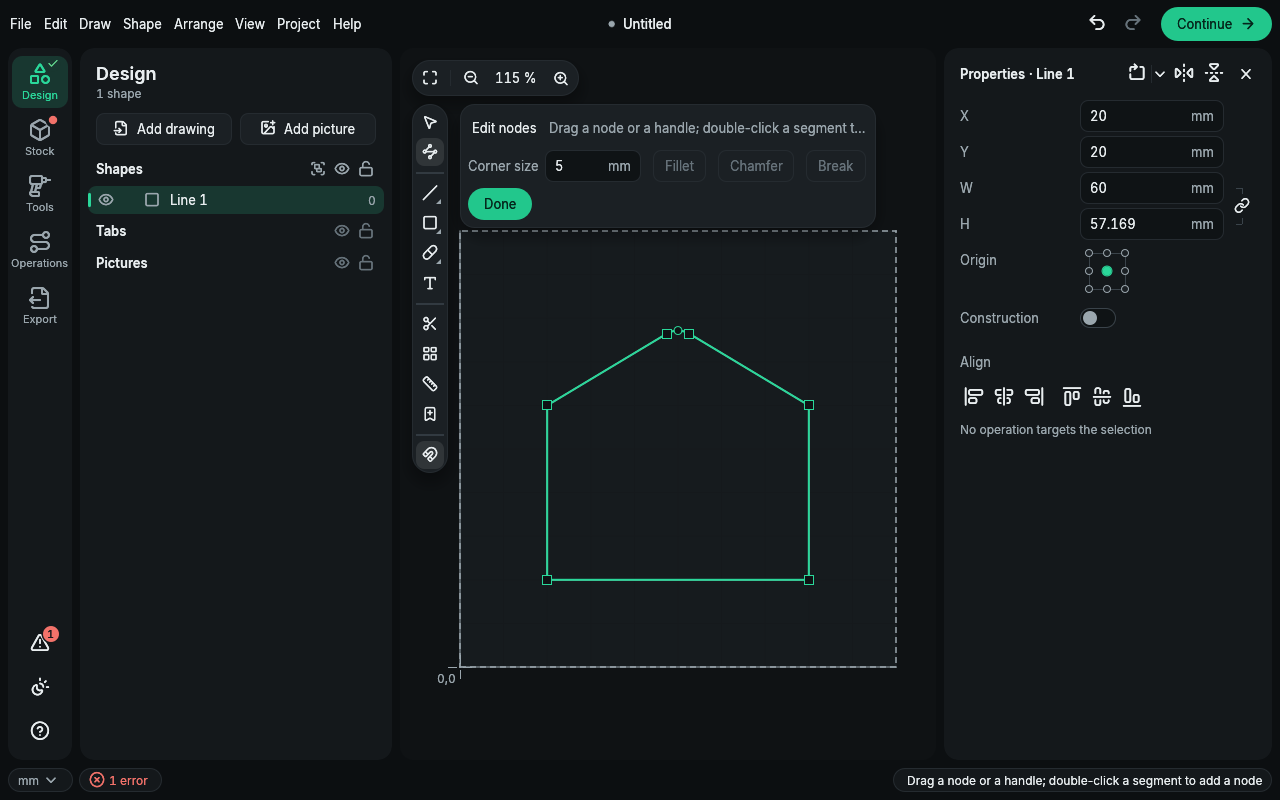 File Edit Draw Shape Arrange View Project Help
Untitled
Continue
Design
Stock
Tools
Operations
Export
1
Design
1 shape
Add drawing
Add picture
Shapes
Line 1
0
Tabs
Pictures
115 %
Edit nodes
Drag a node or a handle; double-click a segment t...
Corner size
5
mm
Fillet
Chamfer
Break
Done
0,0
Properties · Line 1
X 20 mm
Y 20 mm
W 60 mm
H 57.169 mm
Origin
Construction
Align
No operation targets the selection
mm
1 error
Drag a node or a handle; double-click a segment to add a node